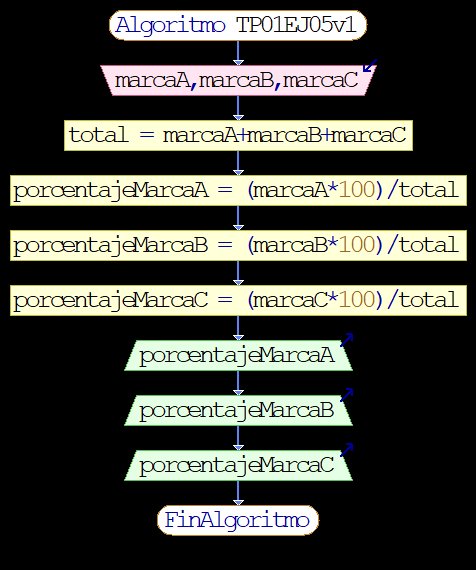 Algoritmo TP01EJ05v1
marcaA,marcaB,marcaC
total = marcaA+marcaB+marcaC
porcentajeMarcaA = (marcaA*100)/total
porcentajeMarcaB = (marcaB*100)/total
porcentajeMarcaC = (marcaC*100)/total
porcentajeMarcaA
porcentajeMarcaB
porcentajeMarcaC
FinAlgoritmo